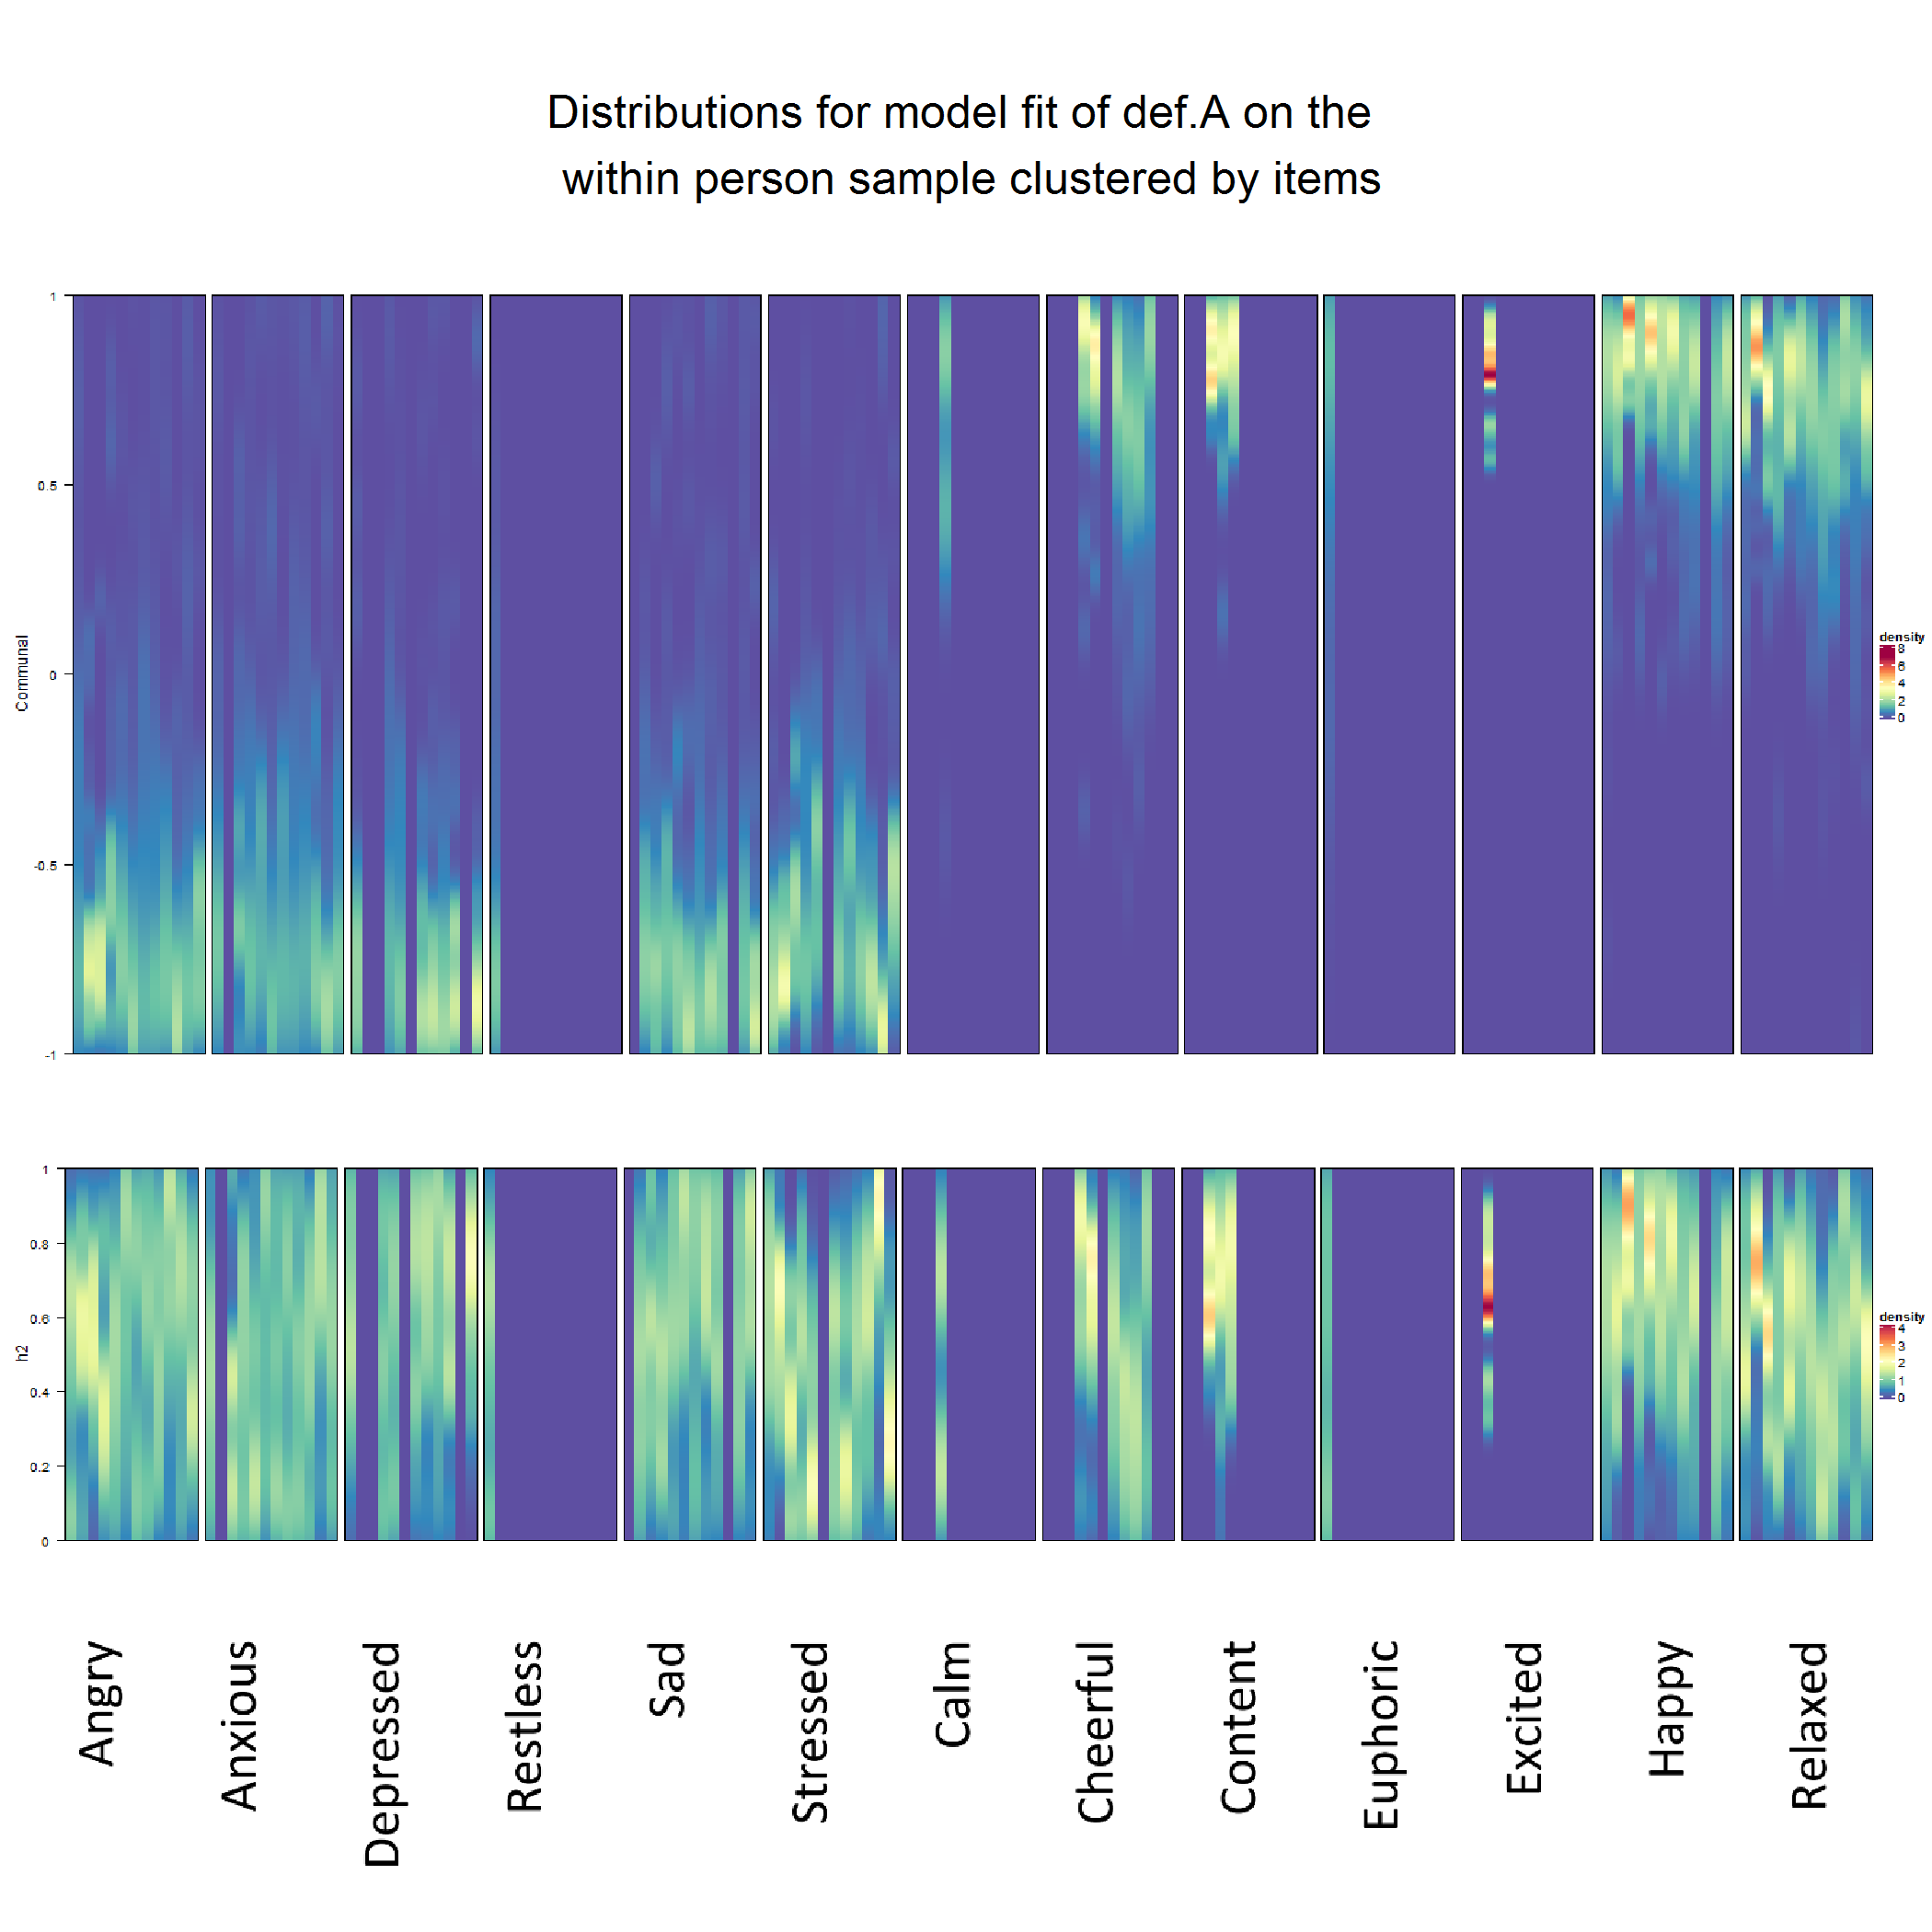 Distributions for model fit of def.A on the
within person sample clustered by items
1
0.5
0
-0.5
-1
Communal
density
8
6
4
2
0
1
0.8
0.6
0.4
0.2
0
h2
density
4
3
2
1
0
Angry
Anxious
Depressed
Restless
Sad
Stressed
Calm
Cheerful
Content
Euphoric
Excited
Happy
Relaxed